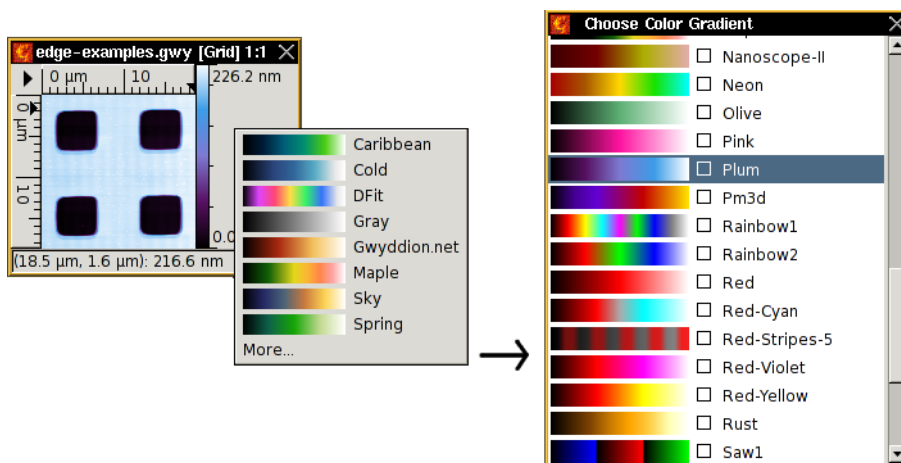 edge-examples.gwy [Grid] 1:1
0 µm 10 226.2 nm
0 µm
10
0.0
(18.5 µm, 1.6 µm): 216.6 nm
Caribbean
Cold
DFit
Gray
Gwyddion.net
Maple
Sky
Spring
More...
Choose Color Gradient
Nanoscope-II
Neon
Olive
Pink
Plum
Pm3d
Rainbow1
Rainbow2
Red
Red-Cyan
Red-Stripes-5
Red-Violet
Red-Yellow
Rust
Saw1